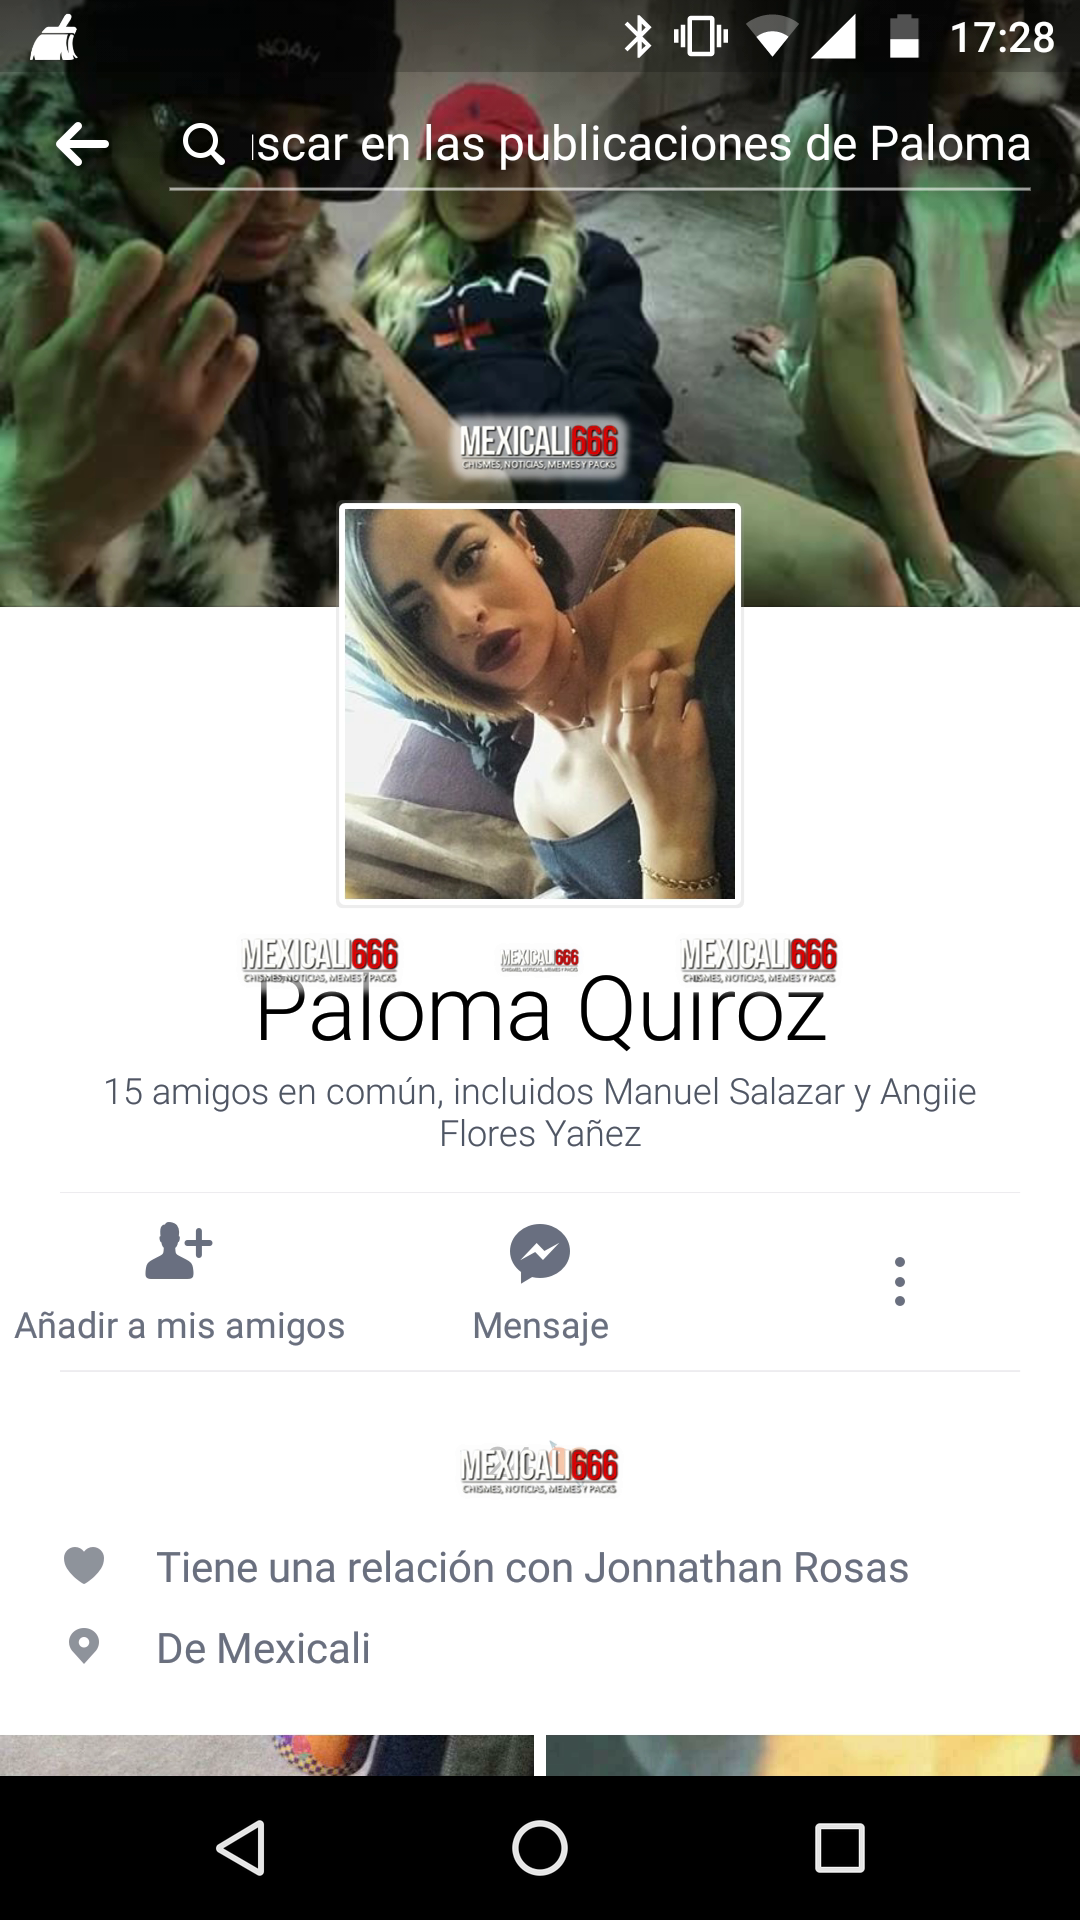 NOAH
17:28
scar en las publicaciones de Paloma
MEXICALI666
CHISMES, NOTICIAS, MEMES Y PACKS
MEXICALI666
CHISMES, NOTICIAS, MEMES Y PACKS
MEXICALI666
CHISMES, NOTICIAS, MEMES Y PACKS
MEXICALI666
CHISMES, NOTICIAS, MEMES Y PACKS
Paloma Quiroz
15 amigos en común, incluidos Manuel Salazar y Angiie
Flores Yañez
Añadir a mis amigos
Mensaje
MEXICALI666
CHISMES, NOTICIAS, MEMES Y PACKS
Tiene una relación con Jonnathan Rosas
De Mexicali